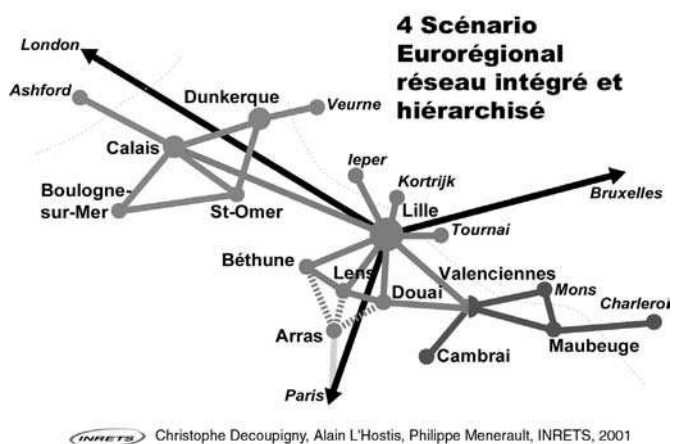 4 Scénario
Eurorégional
réseau intégré et
hiérarchisé
London
Ashford
Dunkerque
Veurne
Calais
Ieper
Boulogne-
sur-Mer
St-Omer
Kortrijk
Lille
Bruxelles
Tournai
Béthune
Lens
Valenciennes
Douai
Mons
Charleroi
Arras
Cambrai
Maubeuge
Paris
INRETS Christophe Decoupigny, Alain L'Hostis, Philippe Menerault, INRETS, 2001